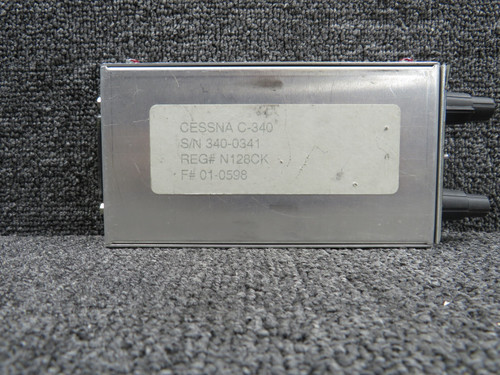 CESSNA C-340
S/N 340-0341
REG# N128CK
F# 01-0598